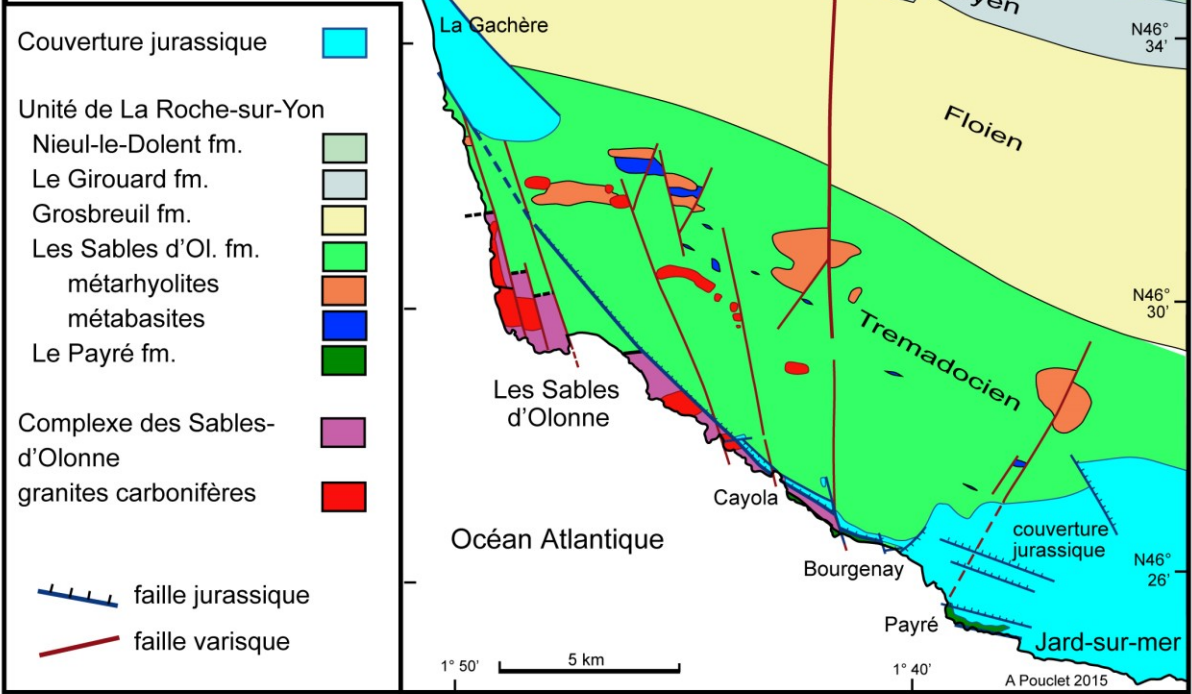 Couverture jurassique
Unité de La Roche-sur-Yon
Nieul-le-Dolent fm.
Le Girouard fm.
Grosbreuil fm.
Les Sables d'Ol. fm.
métarhyolites
métabasites
Le Payré fm.
Complexe des Sables-
d'Olonne
granites carbonifères
faille jurassique
faille varisque
La Gachère
yen
N46°
34'
Floien
N46°
30'
Tremadocien
Les Sables
d'Olonne
Cayola
Océan Atlantique
couverture
jurassique
Bourgenay
N46°
26'
Payré
Jard-sur-mer
1° 50'
5 km
1° 40'
A Pouclet 2015